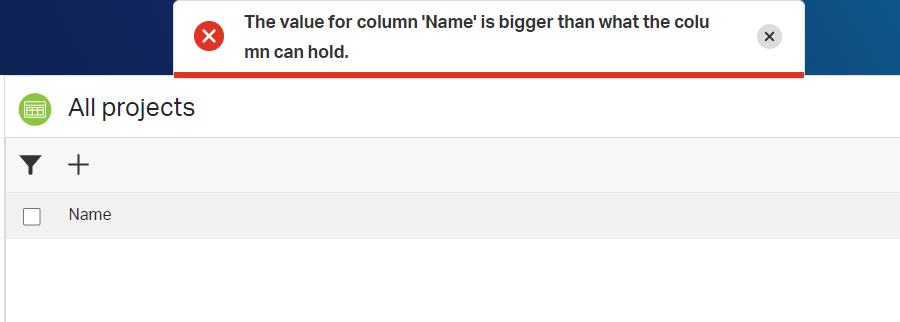 The value for column 'Name' is bigger than what the colu
mn can hold.
All projects
Name